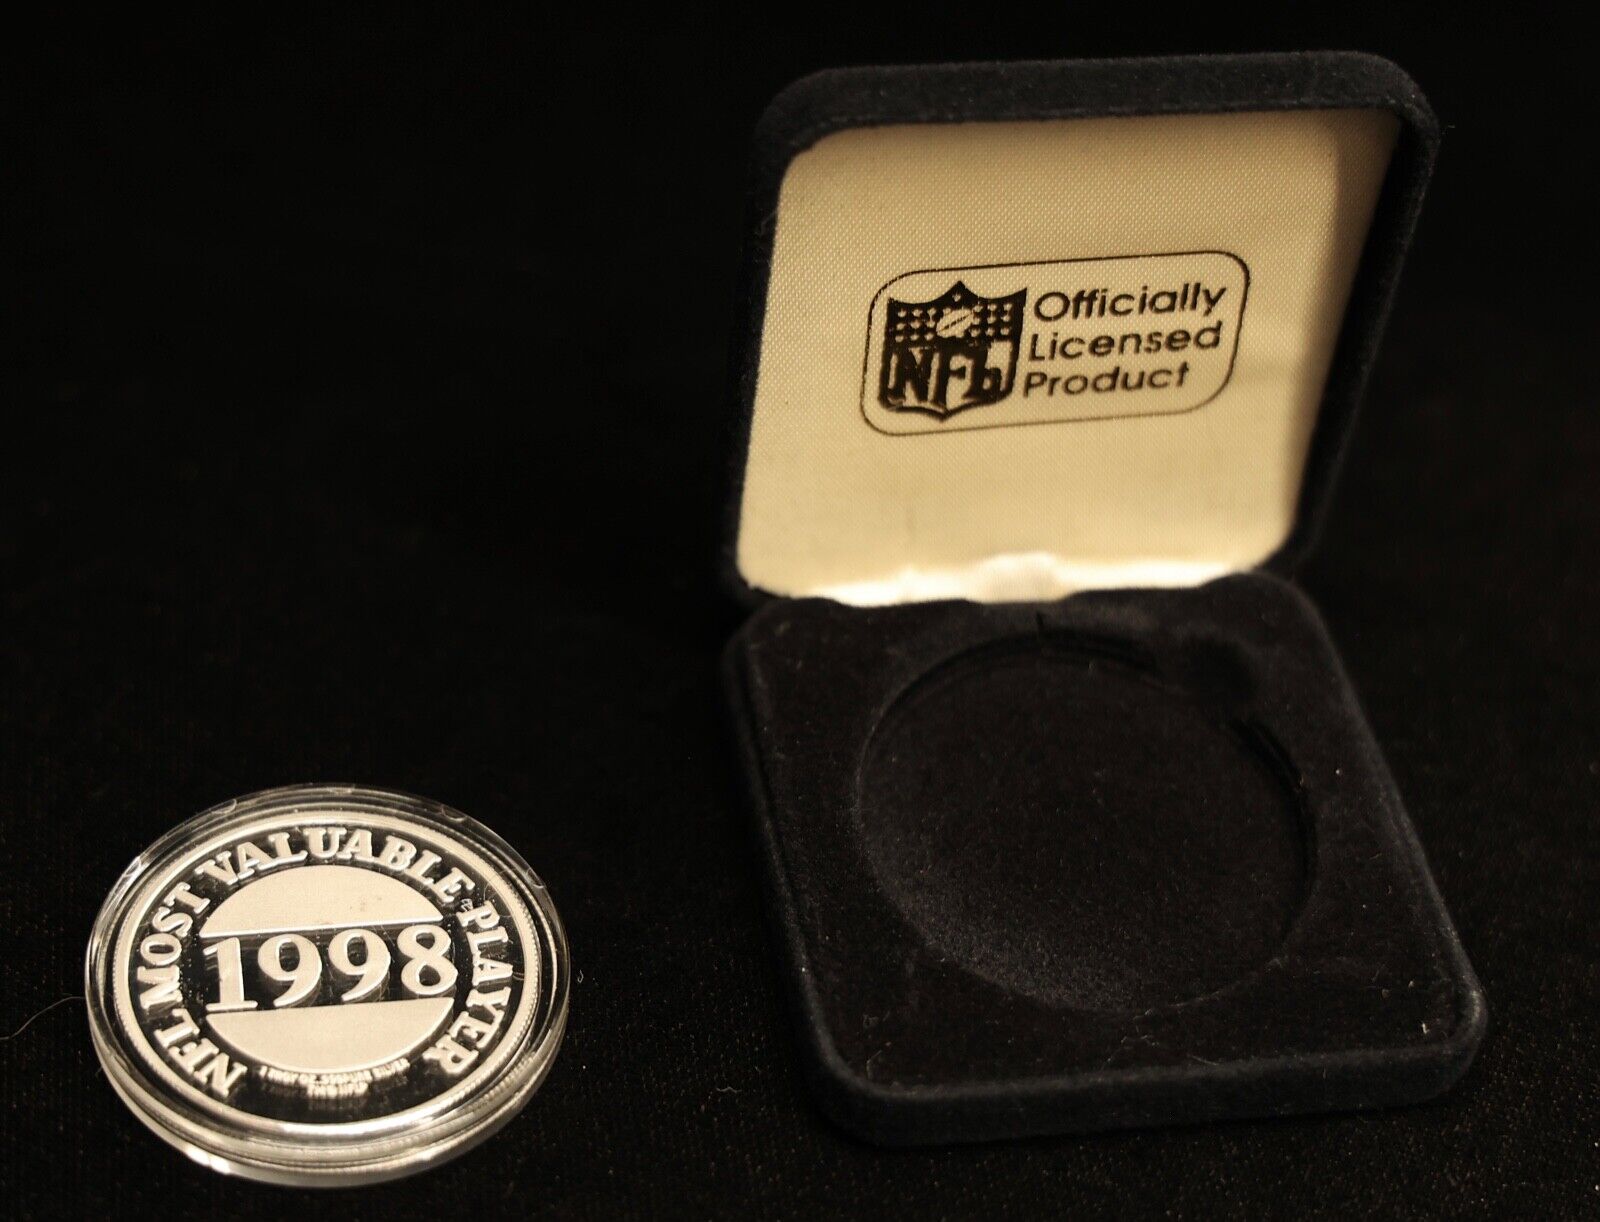 NFL MOST VALUABLE PLAYER
1998
NFL
Officially
Licensed
Product